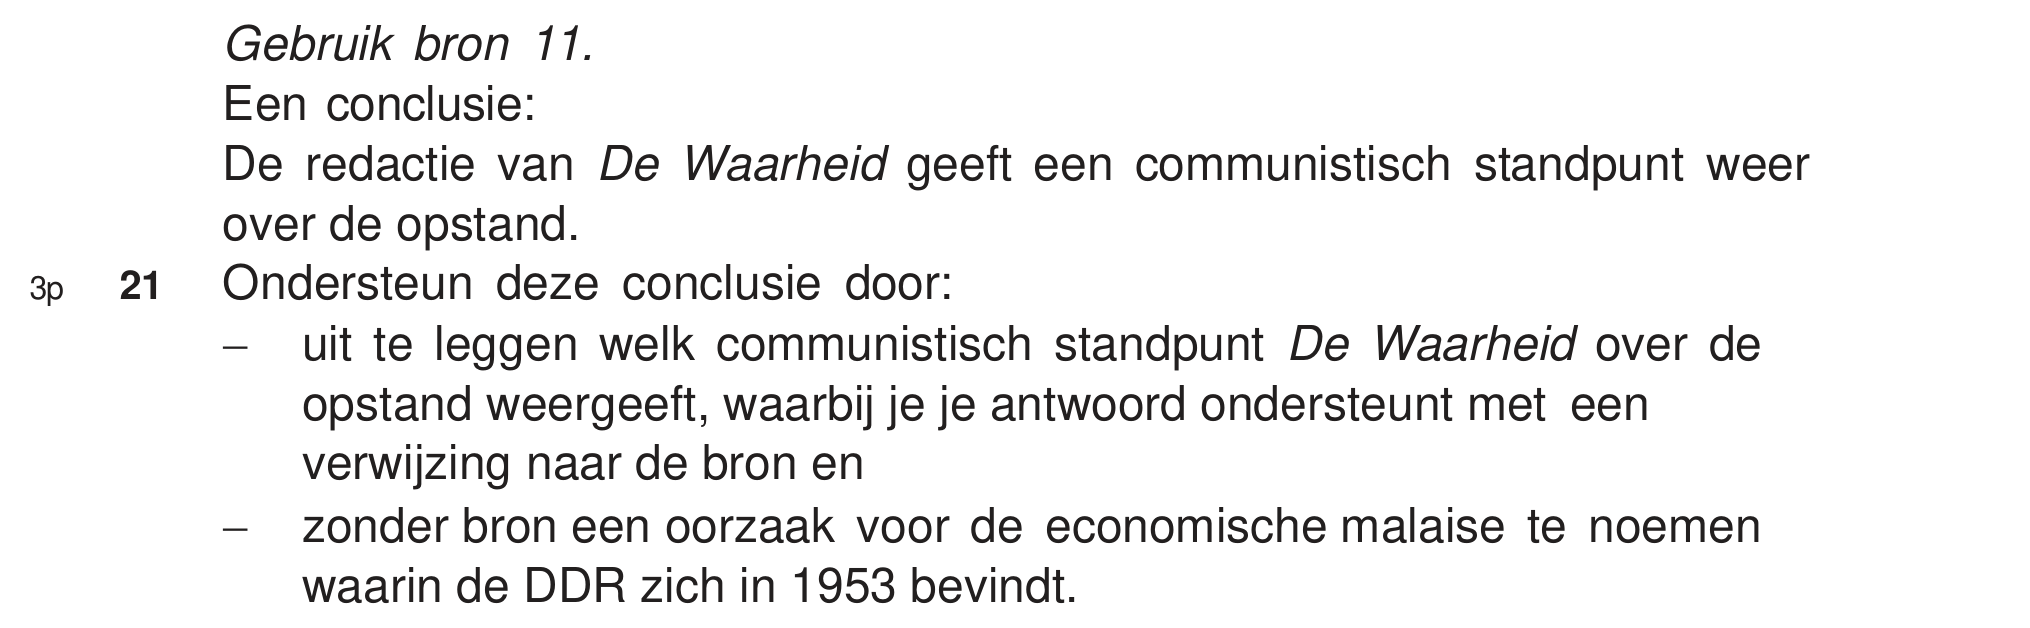 Gebruik bron 11.
Een conclusie:
De redactie van De Waarheid geeft een communistisch standpunt weer
over de opstand.
3p 21 Ondersteun deze conclusie door:
– uit te leggen welk communistisch standpunt De Waarheid over de
opstand weergeeft, waarbij je je antwoord ondersteunt met een
verwijzing naar de bron en
– zonder bron een oorzaak voor de economische malaise te noemen
waarin de DDR zich in 1953 bevindt.